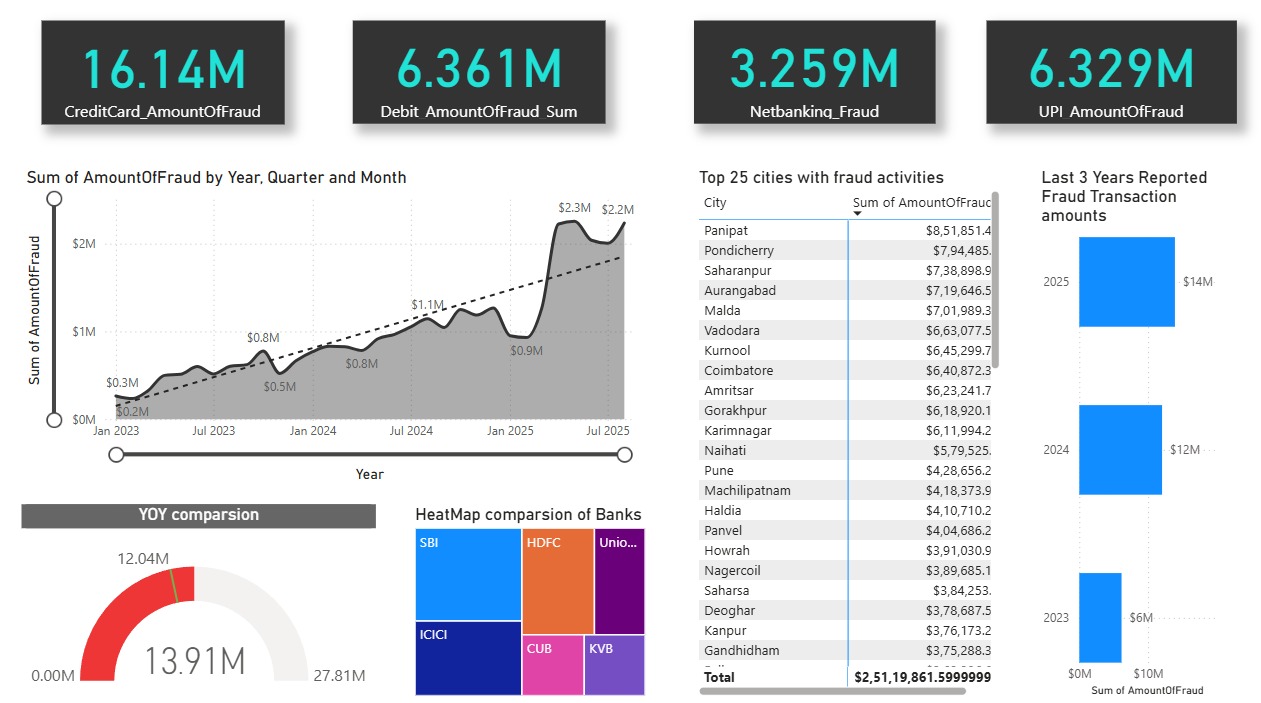 16.14M
CreditCard_AmountOfFraud
6.361M
Debit_AmountOfFraud_Sum
3.259M
Netbanking_Fraud
6.329M
UPI_AmountOfFraud
Sum of AmountOfFraud by Year, Quarter and Month
Sum of AmountOfFraud
$2M
$1M
$0M
$0.3M
$0.2M
$0.8M
$0.5M
$0.8M
$1.1M
$0.9M
$2.3M
$2.2M
Jan 2023
Jul 2023
Jan 2024
Jul 2024
Jan 2025
Jul 2025
Year
YOY comparsion
12.04M
13.91M
0.00M
27.81M
HeatMap comparsion of Banks
SBI
HDFC
Unio...
ICICI
CUB
KVB
Top 25 cities with fraud activities
City Sum of AmountOfFraud
Panipat $8,51,851.4
Pondicherry $7,94,485.
Saharanpur $7,38,898.9
Aurangabad $7,19,646.5
Malda $7,01,989.3
Vadodara $6,63,077.5
Kurnool $6,45,299.7
Coimbatore $6,40,872.3
Amritsar $6,23,241.7
Gorakhpur $6,18,920.1
Karimnagar $6,11,994.2
Naihati $5,79,525.
Pune $4,28,656.2
Machilipatnam $4,18,373.9
Haldia $4,10,710.2
Panvel $4,04,686.2
Howrah $3,91,030.9
Nagercoil $3,89,685.1
Saharsa $3,84,253.
Deoghar $3,78,687.5
Kanpur $3,76,173.2
Gandhidham $3,75,288.3
Total $2,51,19,861.5999999
Last 3 Years Reported
Fraud Transaction
amounts
2025 $14M
2024 $12M
2023 $6M
$0M $10M
Sum of AmountOfFraud